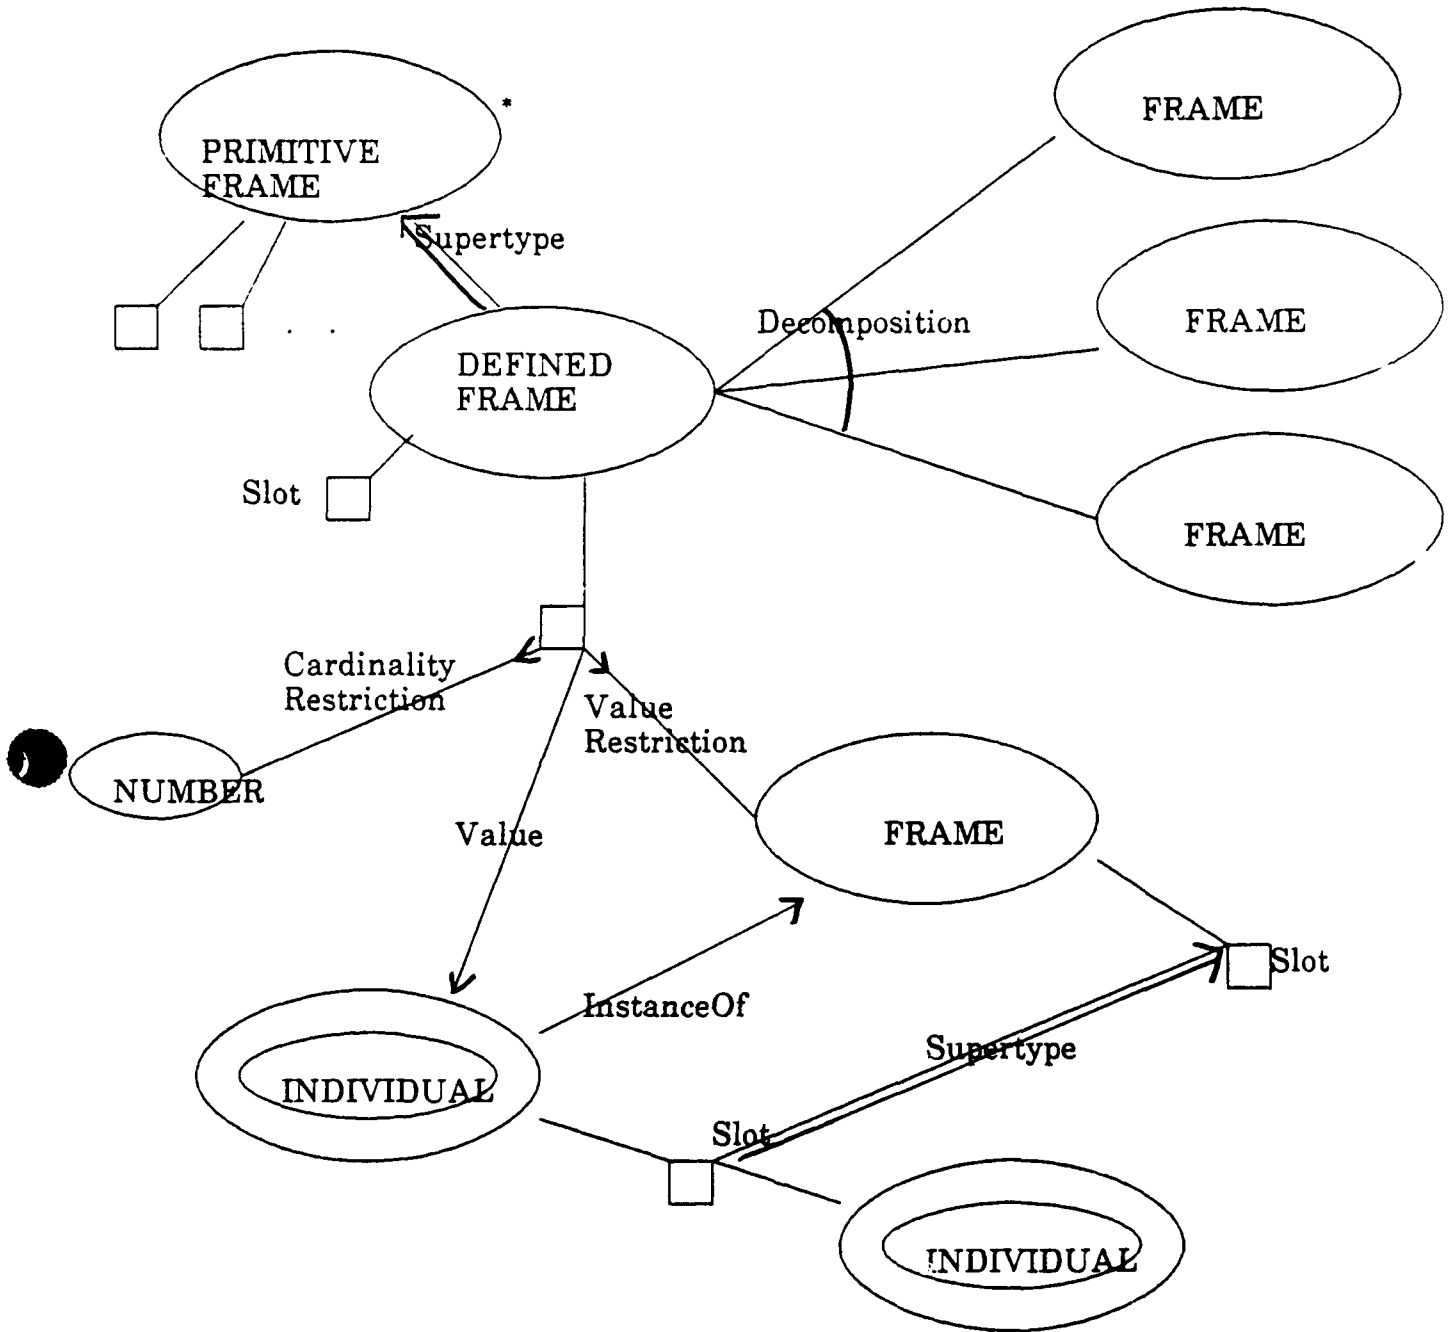 FRAME
*
PRIMITIVE
FRAME
Supertype
Decomposition
FRAME
DEFINED
FRAME
Slot
FRAME
Cardinality
Restriction
Value
Restriction
NUMBER
Value
FRAME
Slot
InstanceOf
Supertype
INDIVIDUAL
Slot
INDIVIDUAL